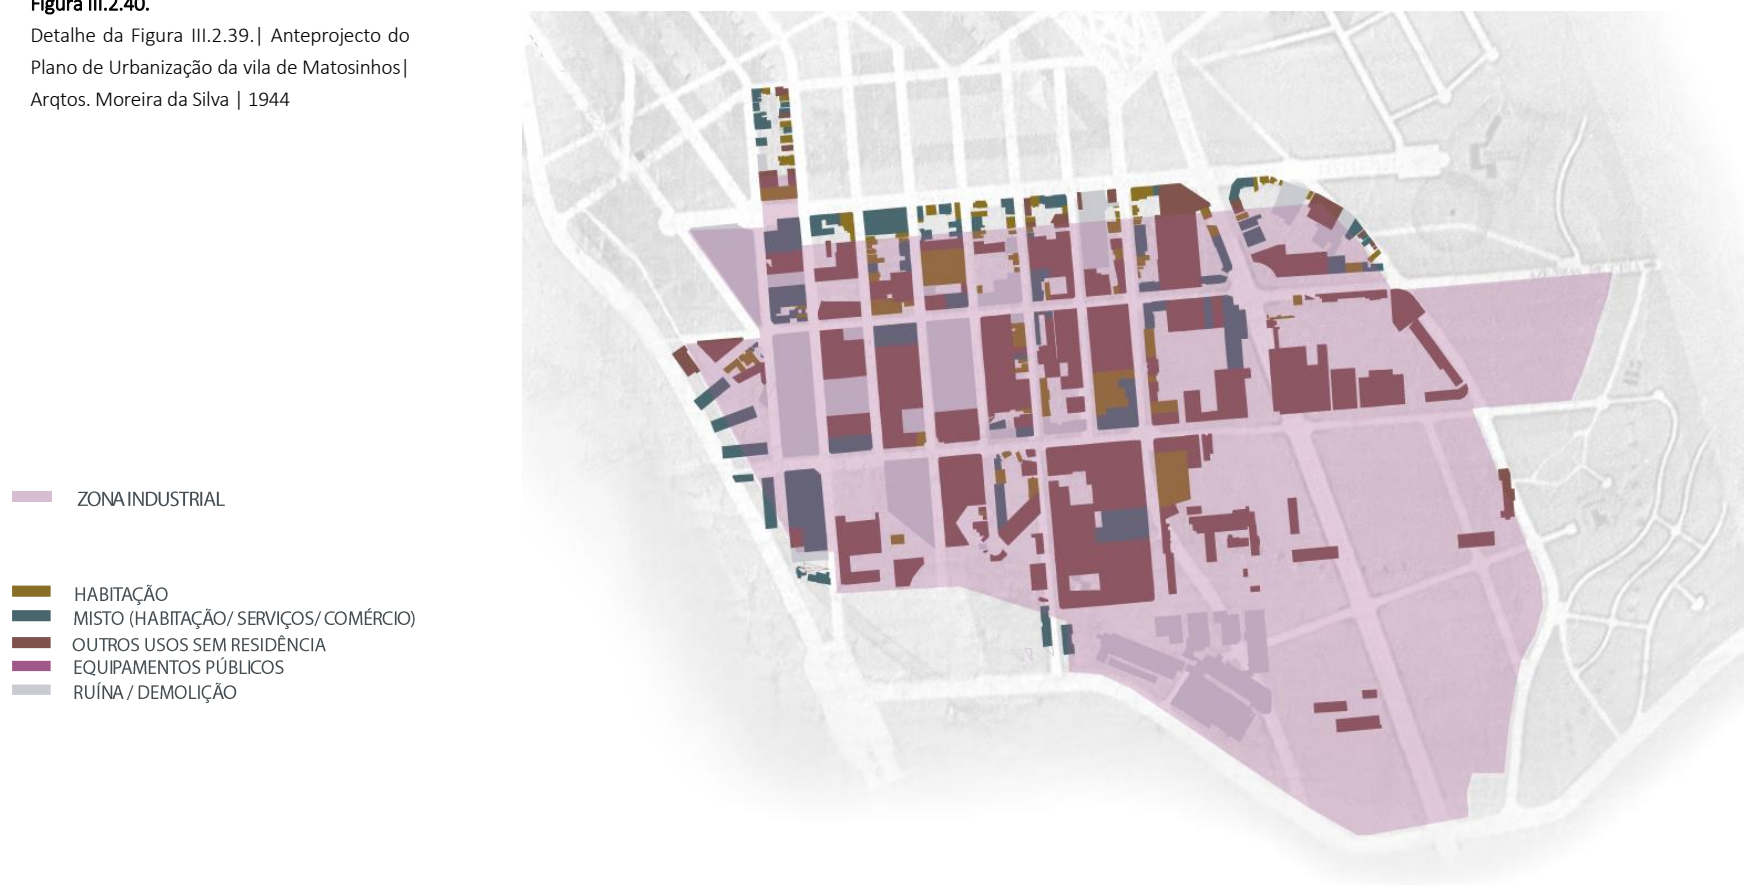 Figura III.2.40.
Detalhe da Figura III.2.39.| Anteprojecto do
Plano de Urbanização da vila de Matosinhos|
Arqtos. Moreira da Silva | 1944
ZONA INDUSTRIAL
HABITAÇÃO
MISTO (HABITAÇÃO/ SERVIÇOS/ COMÉRCIO)
OUTROS USOS SEM RESIDÊNCIA
EQUIPAMENTOS PÚBLICOS
RUÍNA / DEMOLIÇÃO